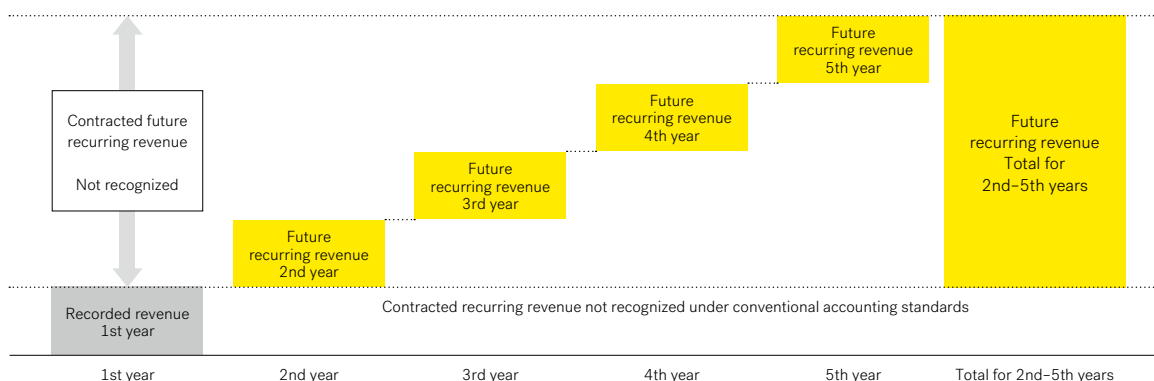 Future
recurring revenue
5th year
Future
recurring revenue
4th year
Future
recurring revenue
3rd year
Future
recurring revenue
2nd year
Future
recurring revenue
Total for
2nd–5th years
Contracted future
recurring revenue
Not recognized
Recorded revenue
1st year
Contracted recurring revenue not recognized under conventional accounting standards
1st year
2nd year
3rd year
4th year
5th year
Total for 2nd–5th years